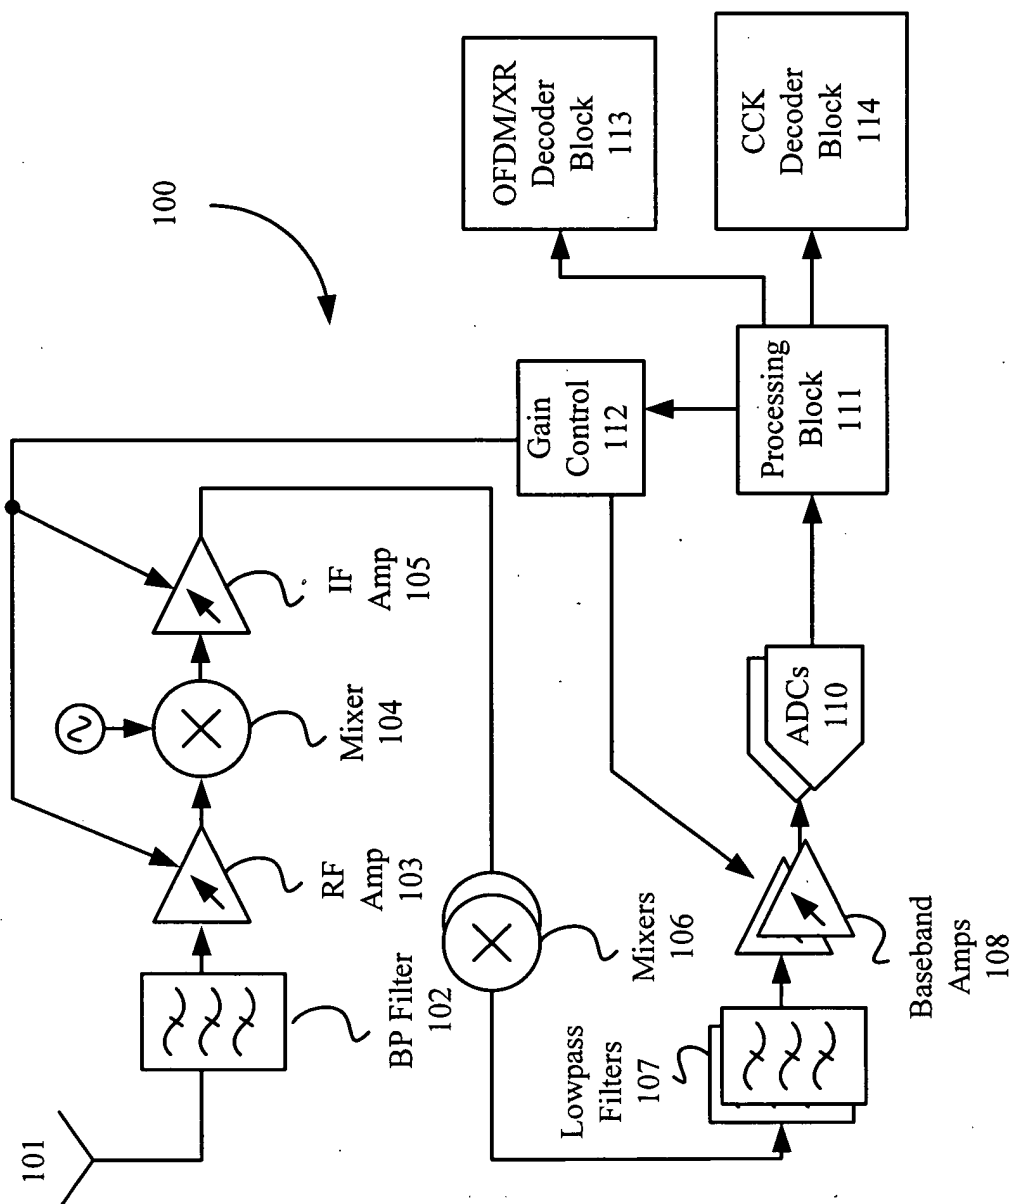 101
BP Filter
102
RF
Amp
103
Mixer
104
IF
Amp
105
100
Mixers
106
Lowpass
Filters
107
Baseband
Amps
108
ADCs
110
Processing
Block
111
Gain
Control
112
OFDM/XR
Decoder
Block
113
CCK
Decoder
Block
114